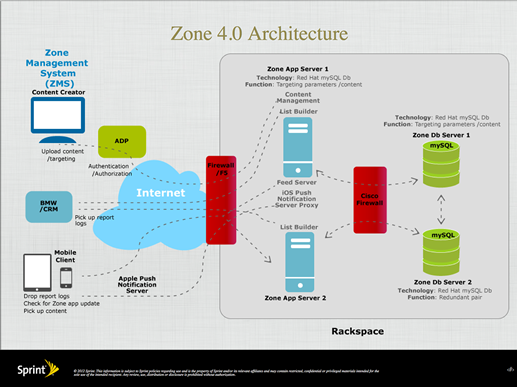 Zone 4.0 Architecture
Zone
Management
System
(ZMS)
Content Creator
Upload content
/targeting
ADP
Authentication
/Authorization
BMW
/CRM
Pick up report
logs
Internet
Mobile
Client
Drop report logs
Check for Zone app update
Pick up content
Apple Push
Notification
Server
Firewall
/F5
Zone App Server 1
Technology: Red Hat mySQL Db
Function: Targeting parameters /content
Content
Management
List Builder
Feed Server
iOS Push
Notification
Server Proxy
List Builder
Zone App Server 2
Cisco
Firewall
Technology: Red Hat mySQL Db
Function: Targeting parameters /content
Zone Db Server 1
mySQL
mySQL
Zone Db Server 2
Technology: Red Hat mySQL Db
Function: Redundant pair
Rackspace
Sprint
© 2012 Sprint. This information is subject to Sprint policies regarding use and is the property of Sprint and/or its relevant affiliates and may contain restricted, confidential or privileged materials intended for the
sole use of the intended recipient. Any review, use, distribution or disclosure is prohibited without authorization.